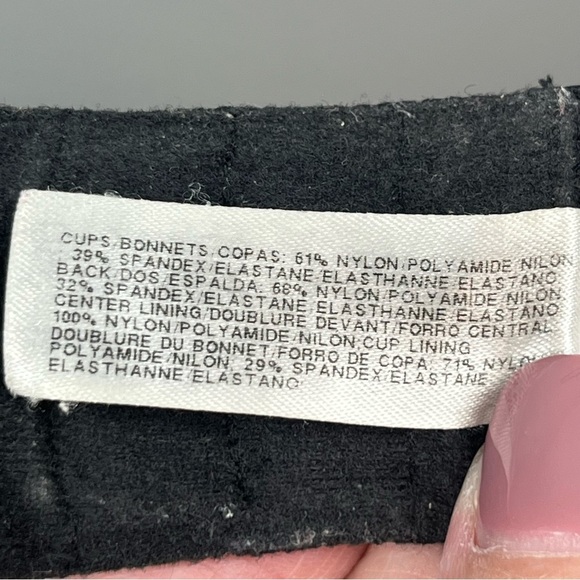 CUPS/BONNETS/COPAS: 61% NYLON/POLYAMIDE/NILON
, 39% SPANDEX/ELASTANE/ELASTHANNE/ELASTANO
BACK/DOS/ESPALDA: 68% NYLON/POLYAMIDE/NILON
32% SPANDEX/ELASTANE/ELASTHANNE/ELASTANO
CENTER LINING/DOUBLURE DEVANT/FORRO CENTRAL
100% NYLON/POLYAMIDE/NILON;CUP LINING
DOUBLURE DU BONNET/FORRO DE COPA: 71% NYLON
POLYAMIDE/NILON, 29% SPANDEX/ELASTANE
ELASTHANNE/ELASTANO